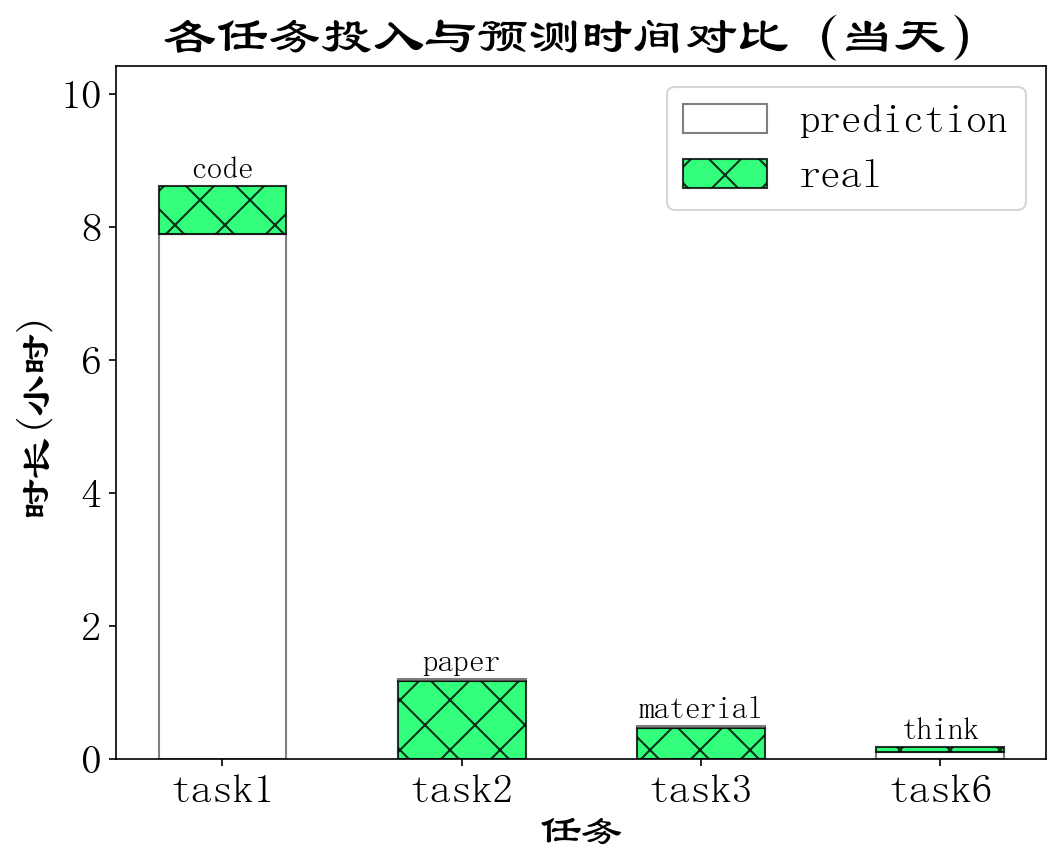 各任务投入与预测时间对比 (当天)
prediction
real
时长(小时)
10
8
6
4
2
0
code
paper
material
think
task1 task2 task3 task6
任务